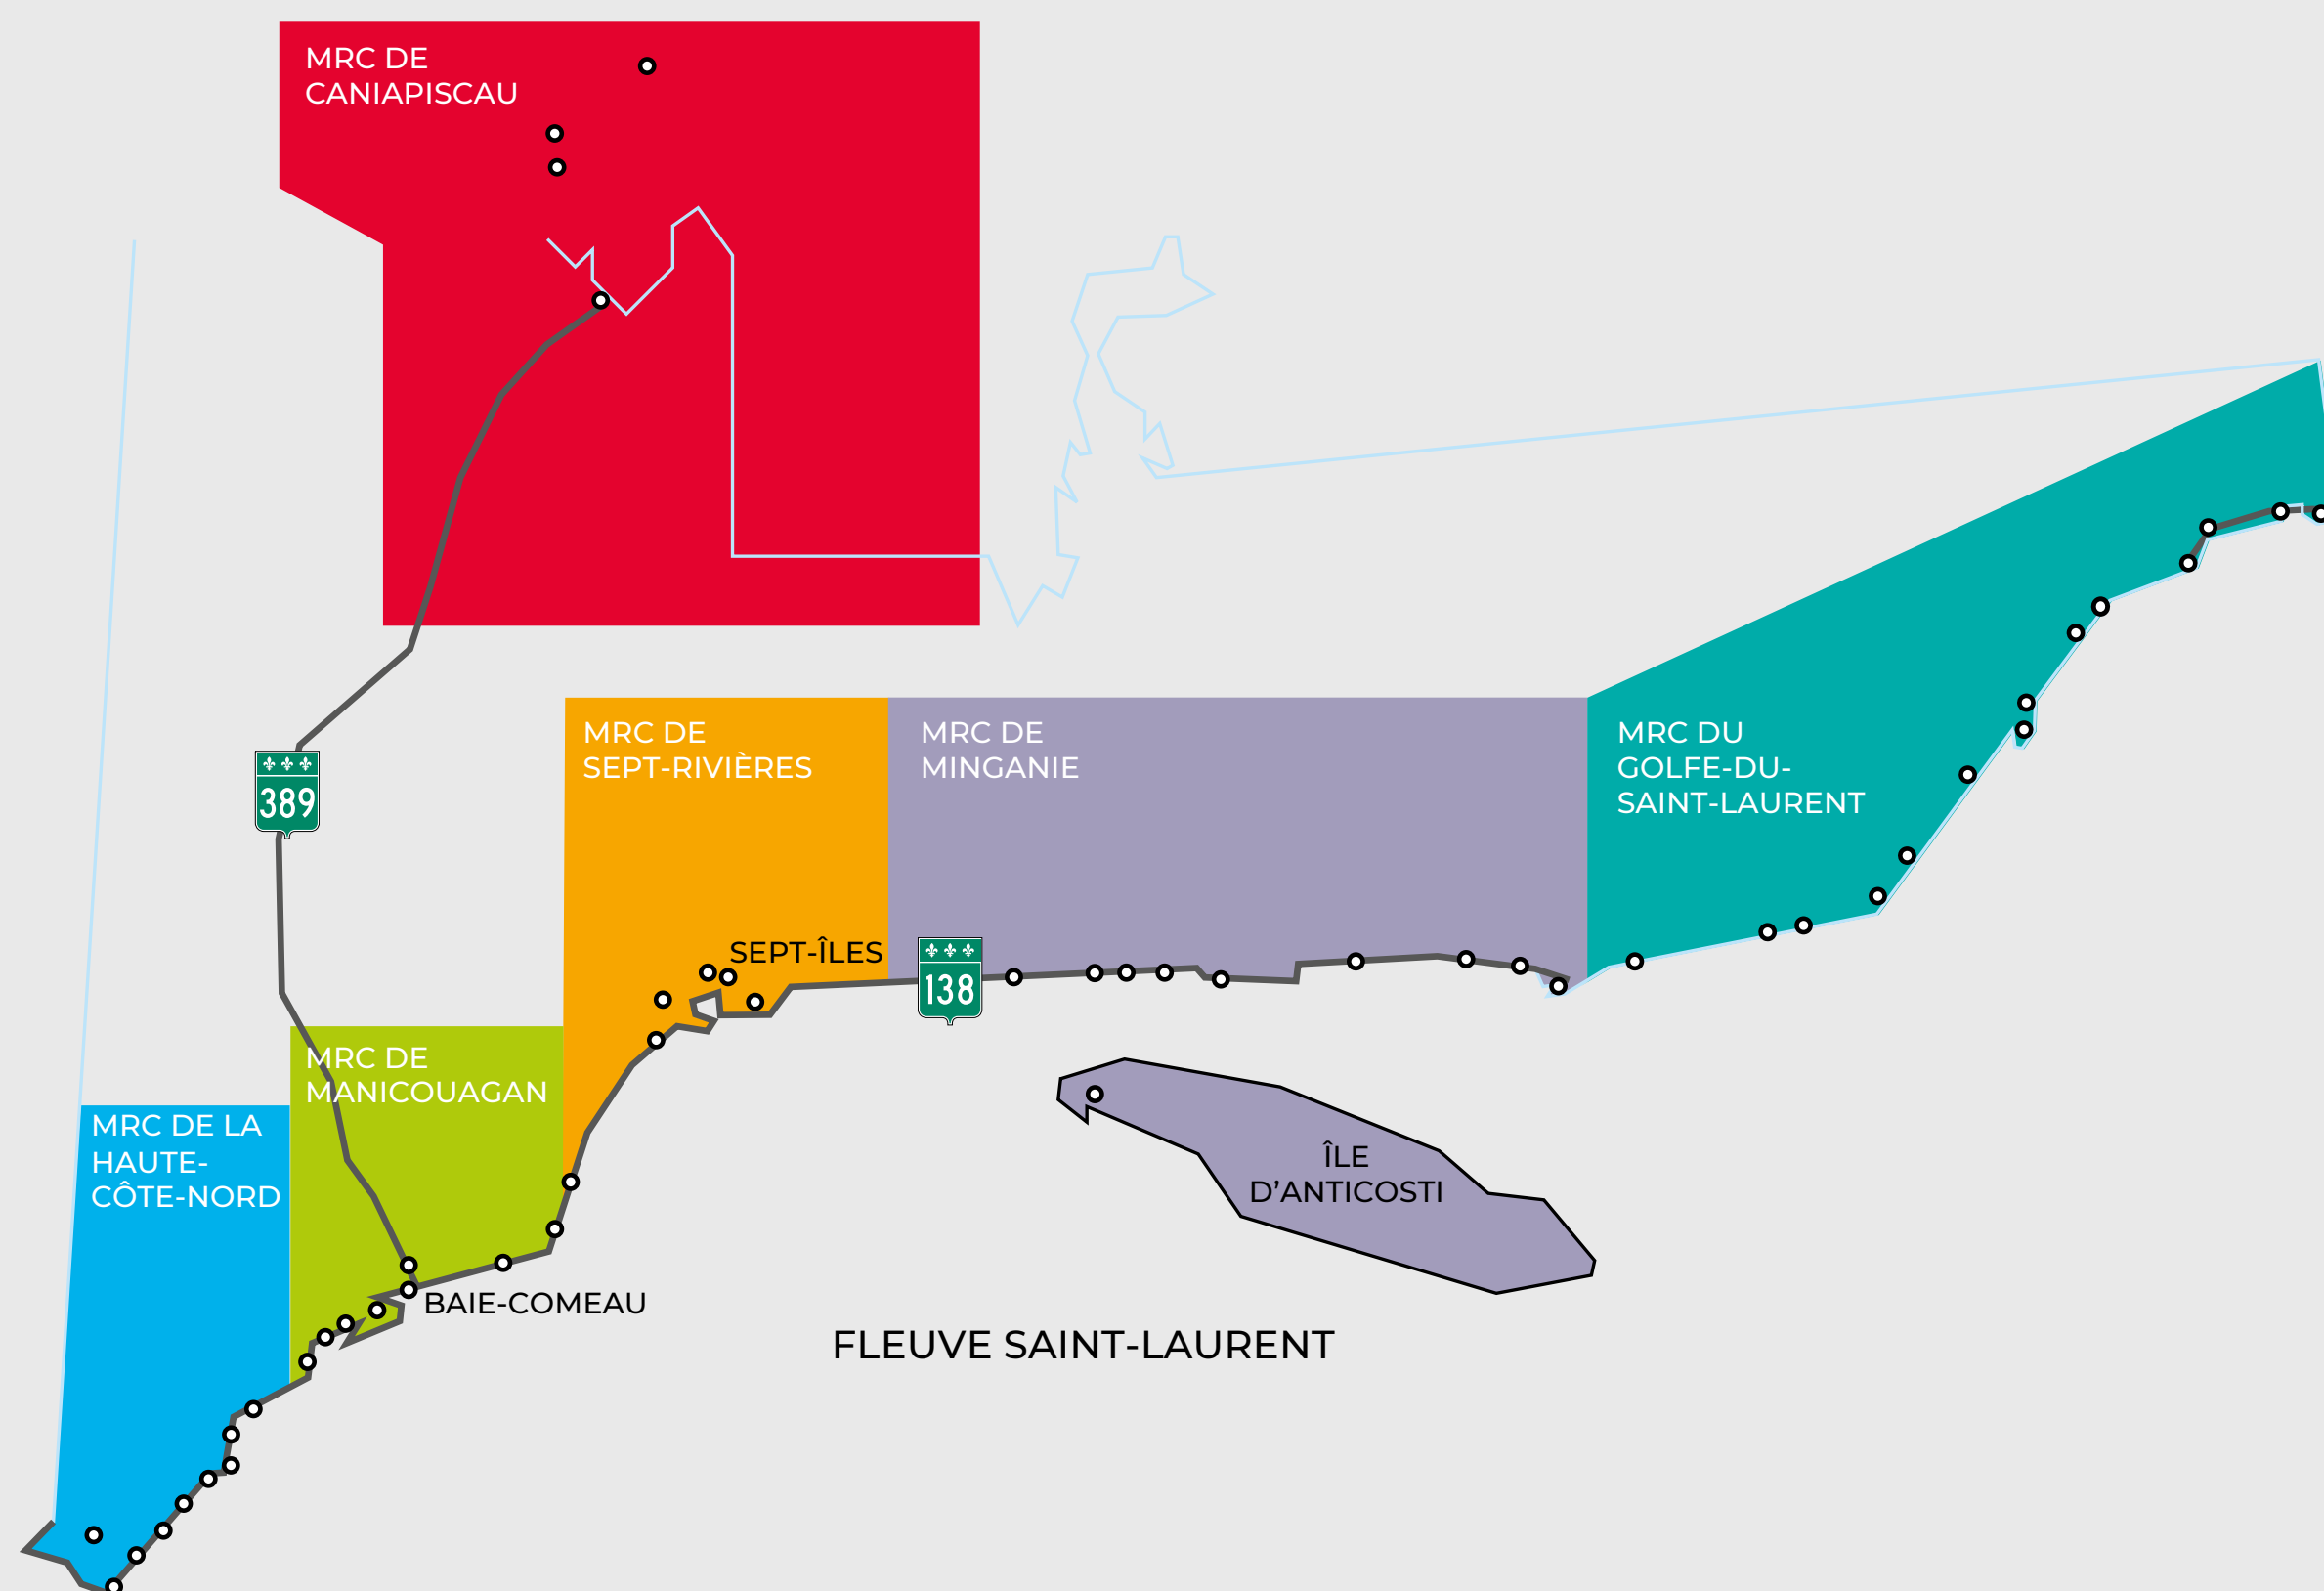 MRC DE
CANIAPISCAU
389
MRC DE
SEPT-RIVIÈRES
MRC DE
MINGANIE
MRC DU
GOLFE-DU-
SAINT-LAURENT
SEPT-ÎLES
138
MRC DE
MANICOUAGAN
MRC DE LA
HAUTE-
CÔTE-NORD
ÎLE
D’ANTICOSTI
BAIE-COMEAU
FLEUVE SAINT-LAURENT